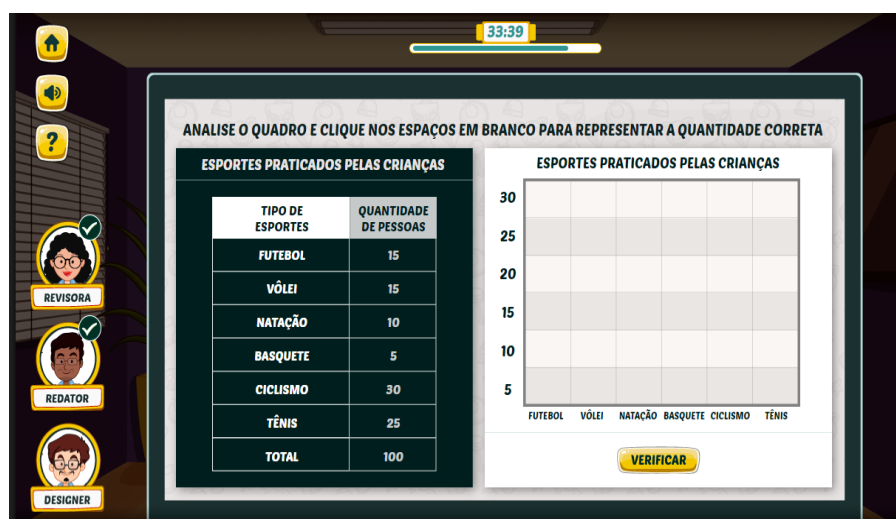 33:39
ANALISE O QUADRO E CLIQUE NOS ESPAÇOS EM BRANCO PARA REPRESENTAR A QUANTIDADE CORRETA
?
REVISORA
REDATOR
DESIGNER
ESPORTES PRATICADOS PELAS CRIANÇAS
TIPO DE ESPORTES QUANTIDADE DE PESSOAS
FUTEBOL 15
VÔLEI 15
NATAÇÃO 10
BASQUETE 5
CICLISMO 30
TÊNIS 25
TOTAL 100
ESPORTES PRATICADOS PELAS CRIANÇAS
30
25
20
15
10
5
FUTEBOL VÔLEI NATAÇÃO BASQUETE CICLISMO TÊNIS
VERIFICAR